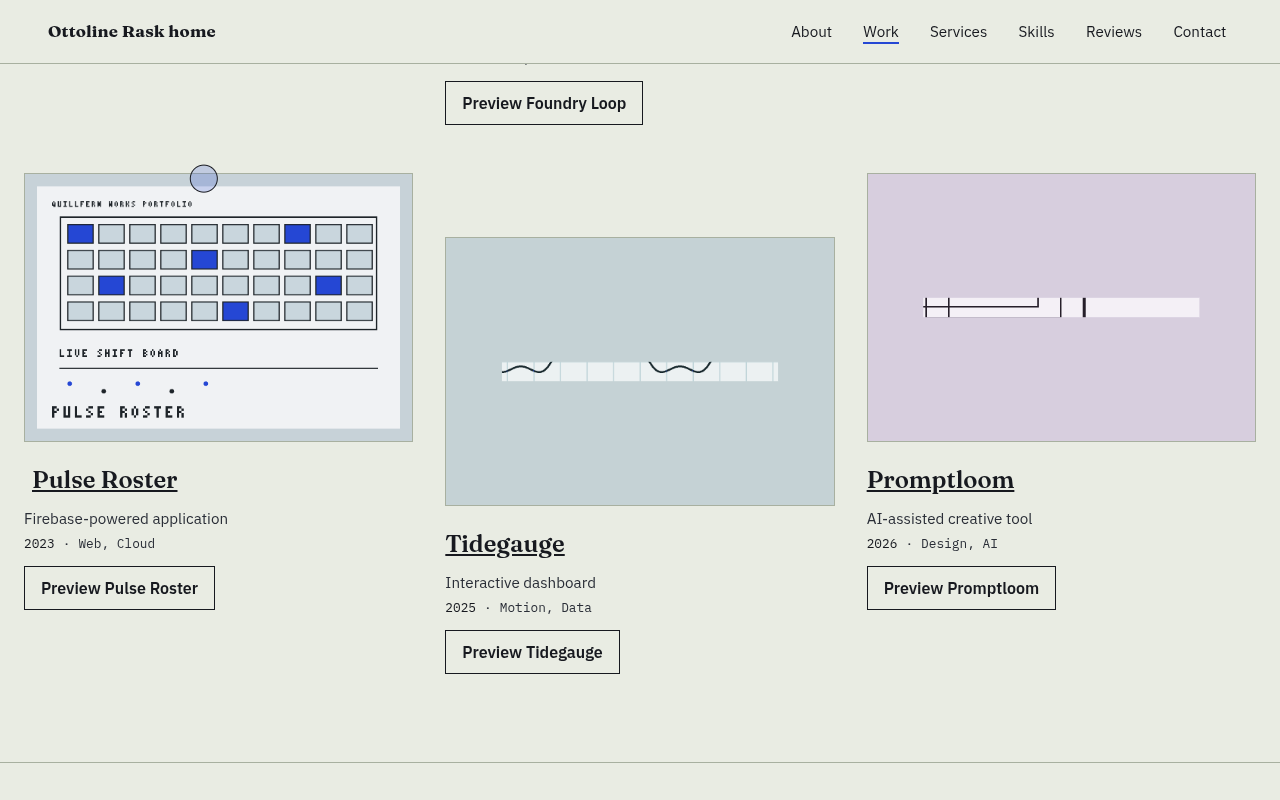 Ottoline Rask home
About
Work
Services
Skills
Reviews
Contact
Preview Foundry Loop
QUILLFERN WORKS PORTFOLIO
LIVE SHIFT BOARD
PULSE ROSTER
Pulse Roster
Firebase-powered application
2023 · Web, Cloud
Preview Pulse Roster
Tidegauge
Interactive dashboard
2025 · Motion, Data
Preview Tidegauge
Promptloom
AI-assisted creative tool
2026 · Design, AI
Preview Promptloom